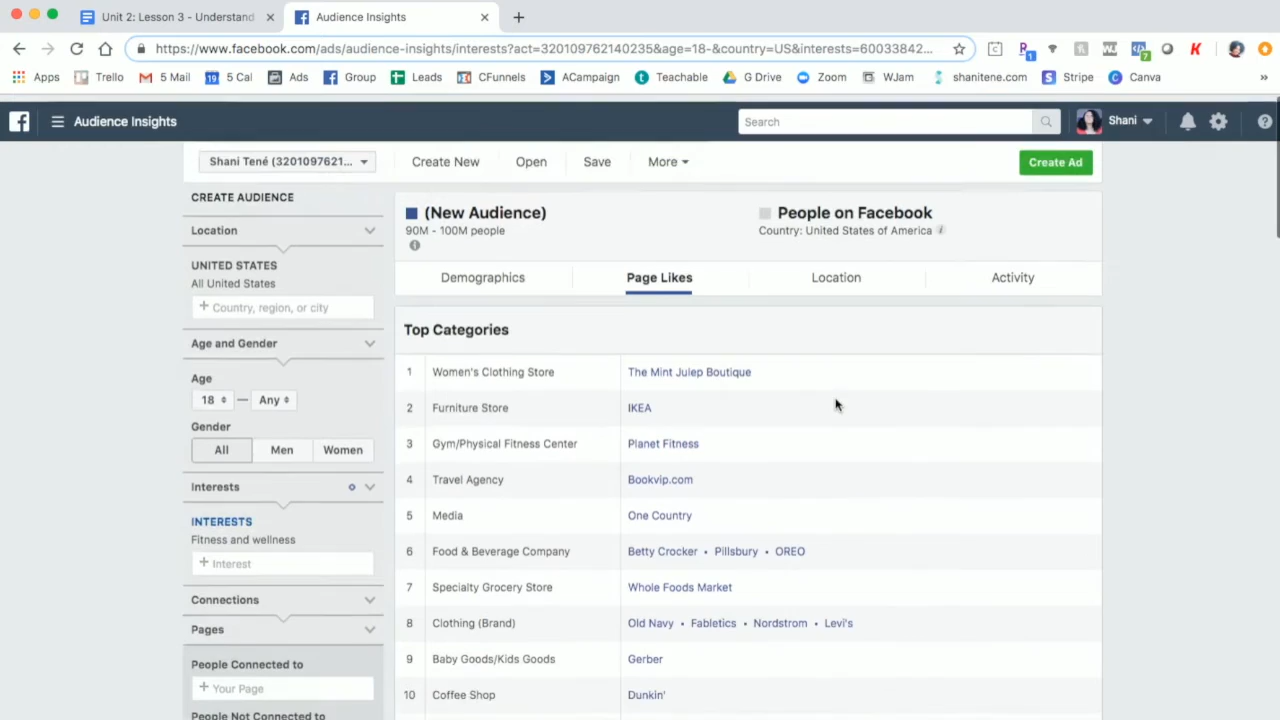 Unit 2: Lesson 3 - Understand
Audience Insights
https://www.facebook.com/ads/audience-insights/interests?act=320109762140235&age=18-&country=US&interests=60033842...
Apps Trello 5 Mail 5 Cal Ads Group Leads CFunnels ACampaign Teachable G Drive Zoom WJam shanitene.com Stripe Canva »
Audience Insights Search Shani
Shani Tené (3201097621... Create New Open Save More Create Ad
CREATE AUDIENCE
Location
UNITED STATES
All United States
+ Country, region, or city
Age and Gender
Age
18 — Any
Gender
All Men Women
Interests
INTERESTS
Fitness and wellness
+ Interest
Connections
Pages
People Connected to
+ Your Page
People Not Connected to
(New Audience)
90M - 100M people
People on Facebook
Country: United States of America
Demographics Page Likes Location Activity
Top Categories
1 Women's Clothing Store The Mint Julep Boutique
2 Furniture Store IKEA
3 Gym/Physical Fitness Center Planet Fitness
4 Travel Agency Bookvip.com
5 Media One Country
6 Food & Beverage Company Betty Crocker • Pillsbury • OREO
7 Specialty Grocery Store Whole Foods Market
8 Clothing (Brand) Old Navy • Fabletics • Nordstrom • Levi's
9 Baby Goods/Kids Goods Gerber
10 Coffee Shop Dunkin'